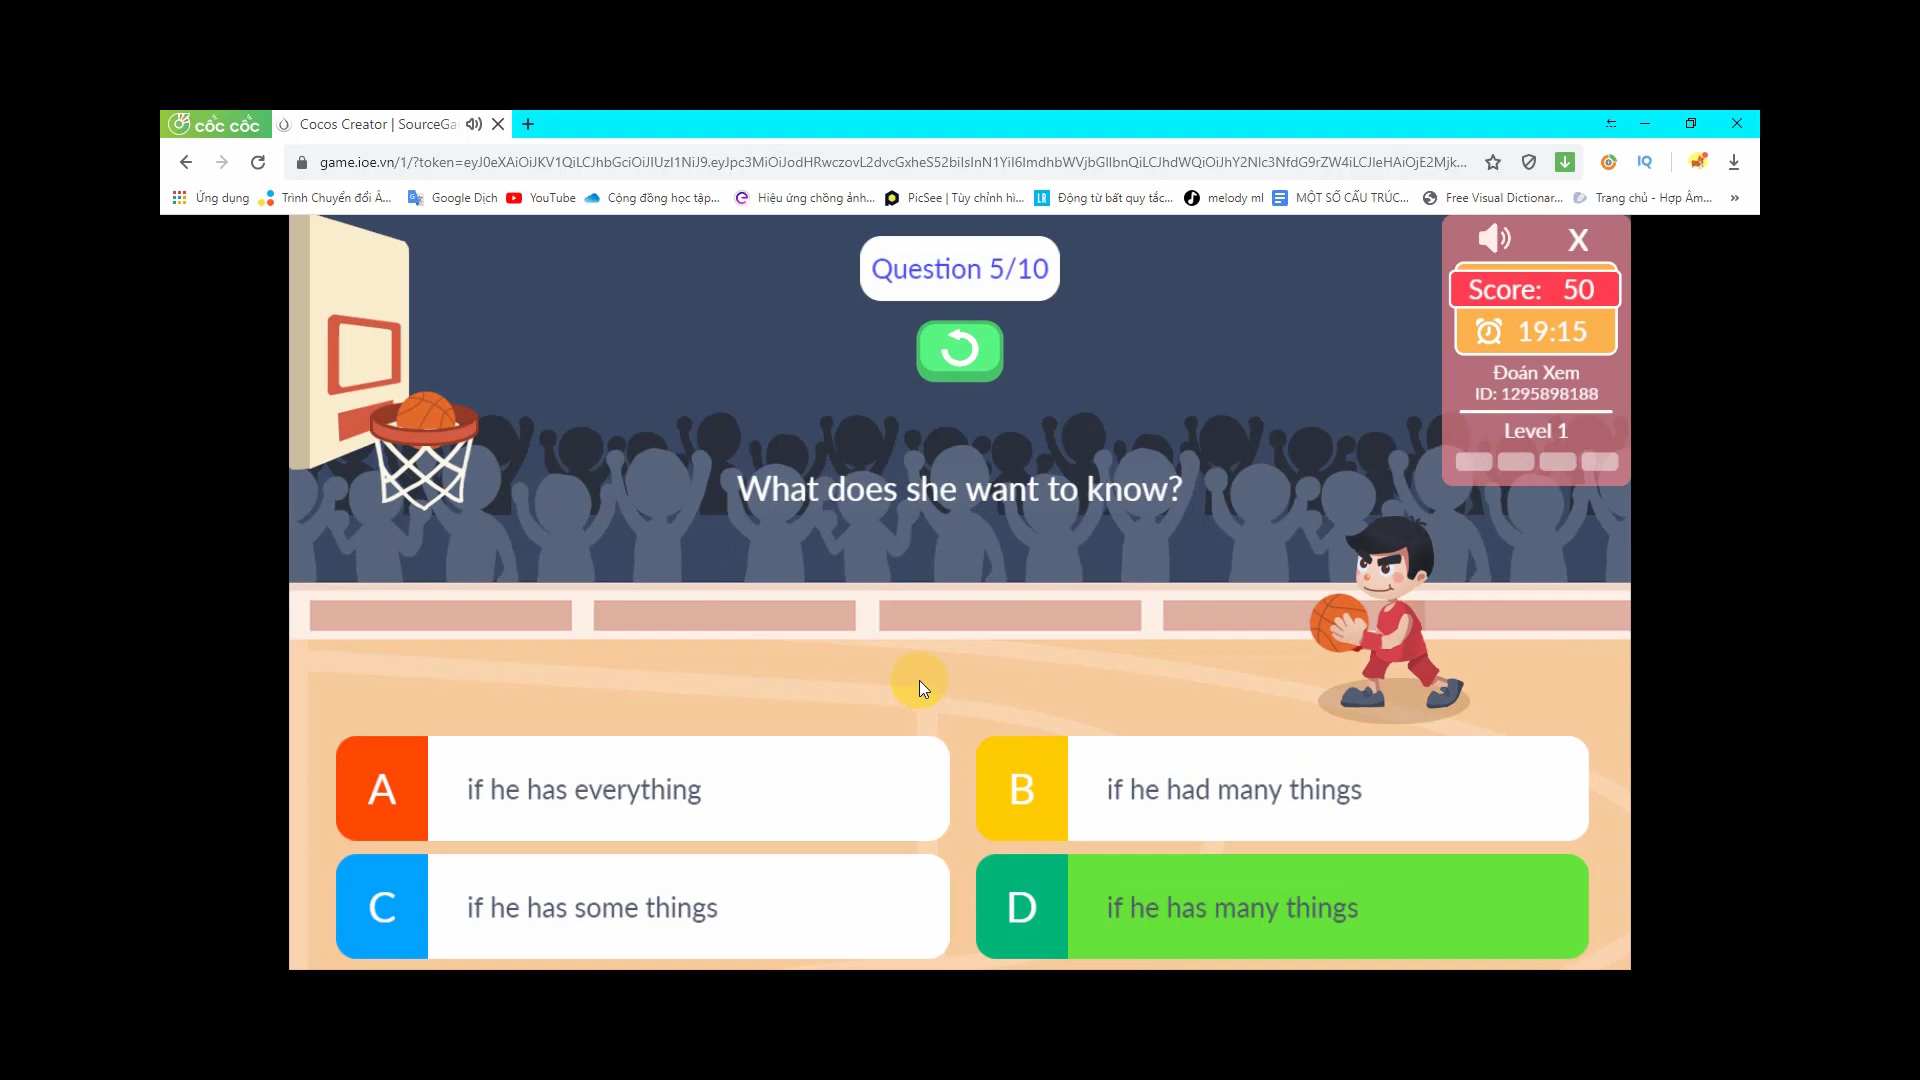 cốc cốc
Cocos Creator | SourceGa
game.ioe.vn/1/?token=eyJ0eXAiOiJKV1QiLCJhbGciOiJIUzI1NiJ9.eyJpc3MiOiJodHRwczovL2dvcGxheS52biIsInN1YiI6ImdhbWVjbGllbnQiLCJhdWQiOiJhY2Nlc3NfdG9rZW4iLCJleHAiOjE2Mjk...
IQ
Ứng dụng
Trình Chuyển đổi Â...
Google Dịch
YouTube
Cộng đồng học tập...
Hiệu ứng chồng ảnh...
PicSee | Tùy chỉnh hì...
LR
Động từ bất quy tắc...
melody ml
MỘT SỐ CẤU TRÚC...
Free Visual Dictionar...
Trang chủ - Hợp Âm...
Question 5/10
X
Score: 50
19:15
Đoán Xem
ID: 1295898188
Level 1
What does she want to know?
A if he has everything
B if he had many things
C if he has some things
D if he has many things